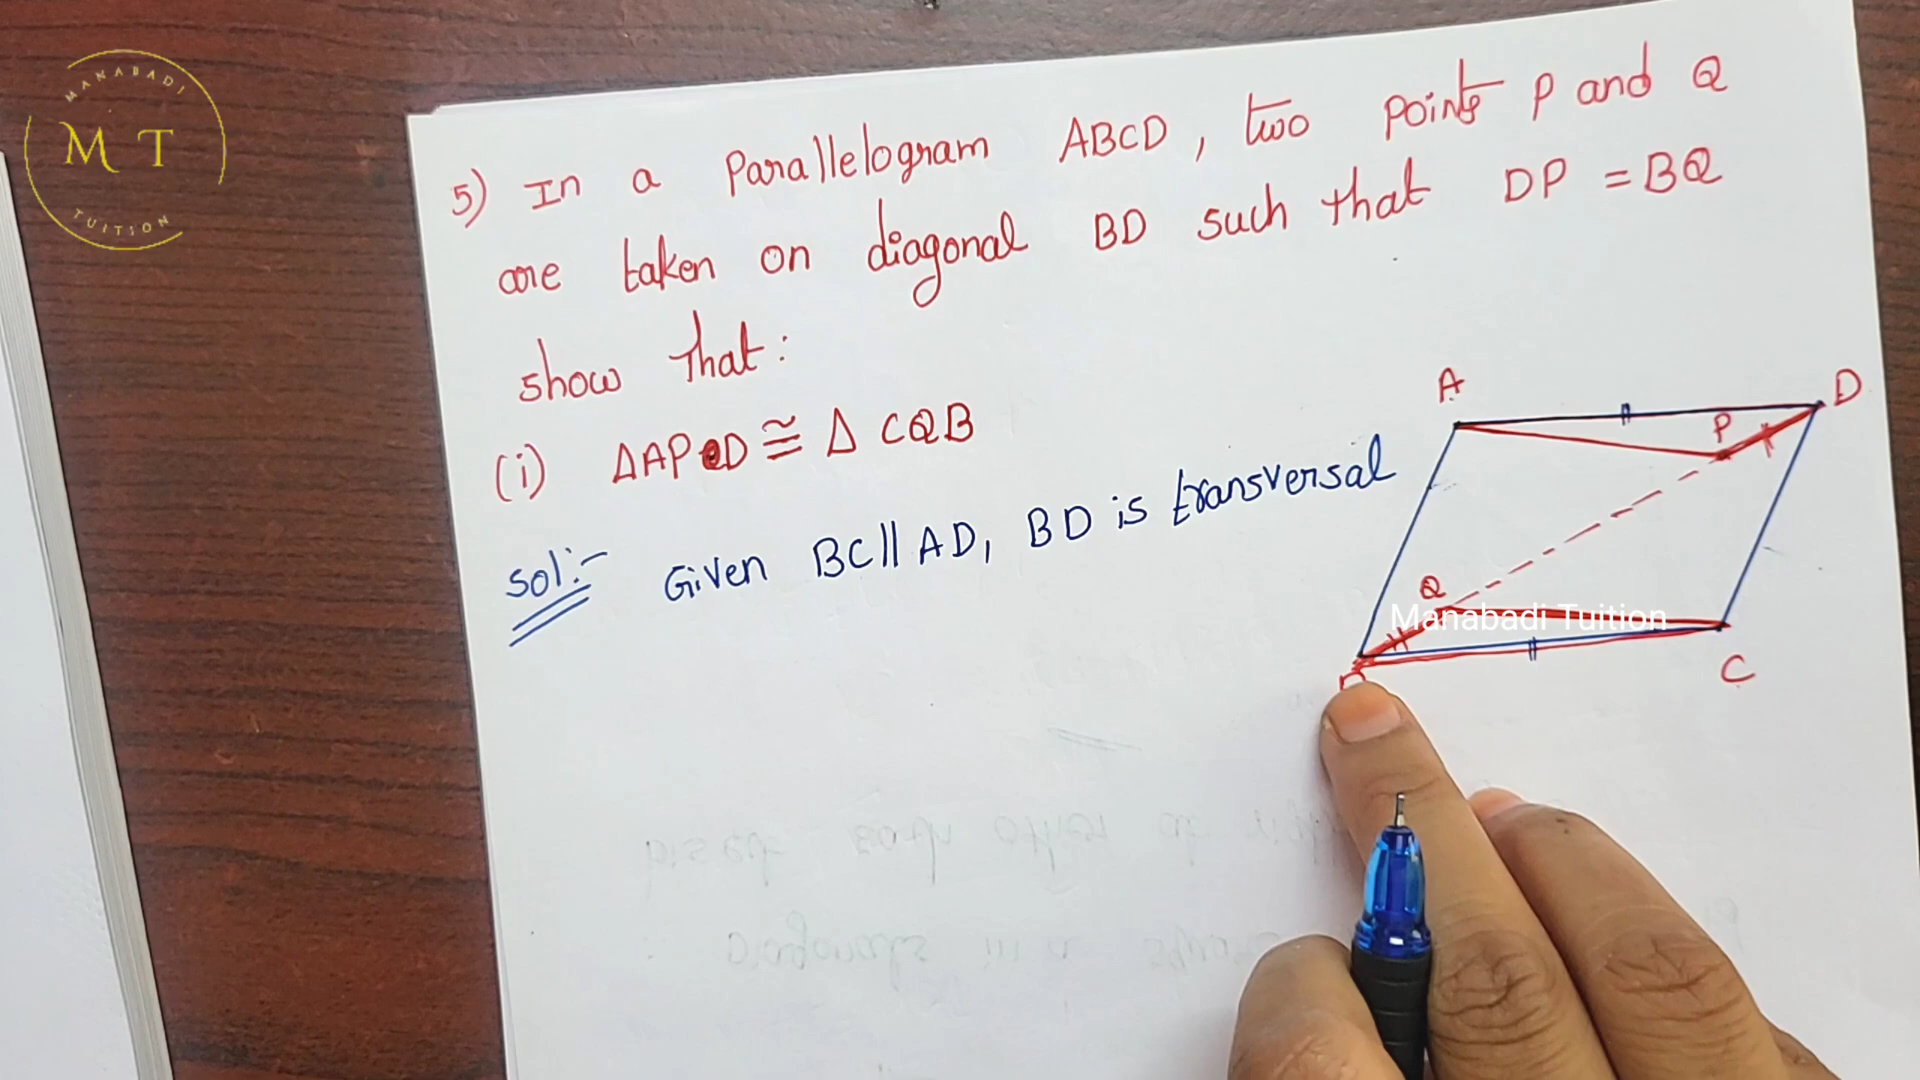 MANABADI
M T
TUITION
5) In a Parallelogram ABCD, two points P and Q
are taken on diagonal BD such that DP = BQ
show that:
(i) ΔAPD ≅ Δ CQB
Sol:- Given BC || AD, BD is transversal
A
D
P
Q
Manabadi Tuition
C